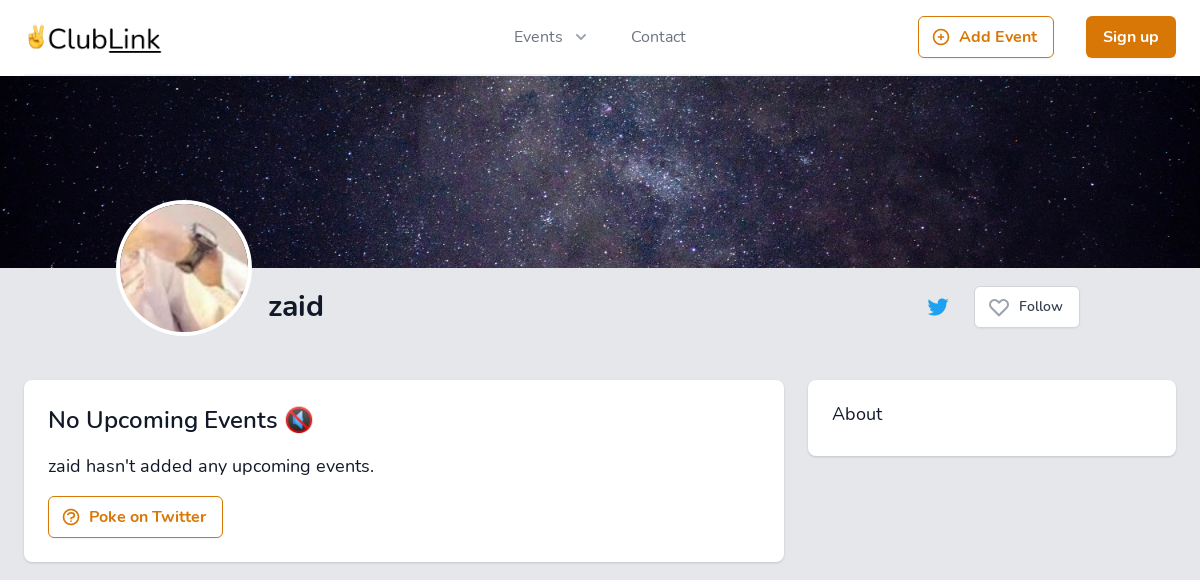 ✌️ClubLink
Events
Contact
Add Event
Sign up
zaid
Follow
No Upcoming Events 🔇
zaid hasn't added any upcoming events.
Poke on Twitter
About